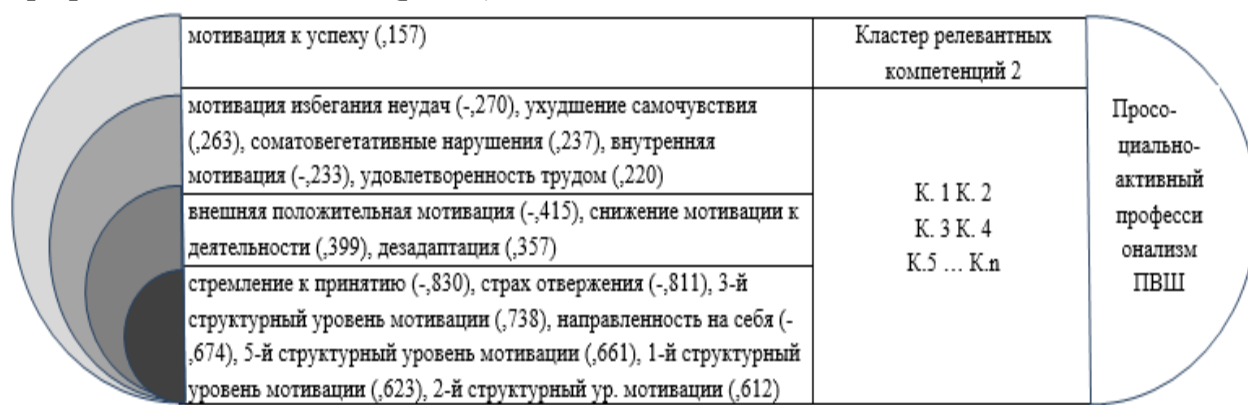 мотивация к успеху (,157)
мотивация избегания неудач (-,270), ухудшение самочувствия
(,263), соматовегетативные нарушения (,237), внутренняя
мотивация (-,233), удовлетворенность трудом (,220)
внешняя положительная мотивация (-,415), снижение мотивации к
деятельности (,399), дезадаптация (,357)
стремление к принятию (-,830), страх отвержения (-,811), 3-й
структурный уровень мотивации (,738), направленность на себя (-
,674), 5-й структурный уровень мотивации (,661), 1-й структурный
уровень мотивации (,623), 2-й структурный ур. мотивации (,612)
Кластер релевантных
компетенций 2
К. 1 К. 2
К. 3 К. 4
К.5 … К.n
Просо-
циально-
активный
професси
онализм
ПВШ